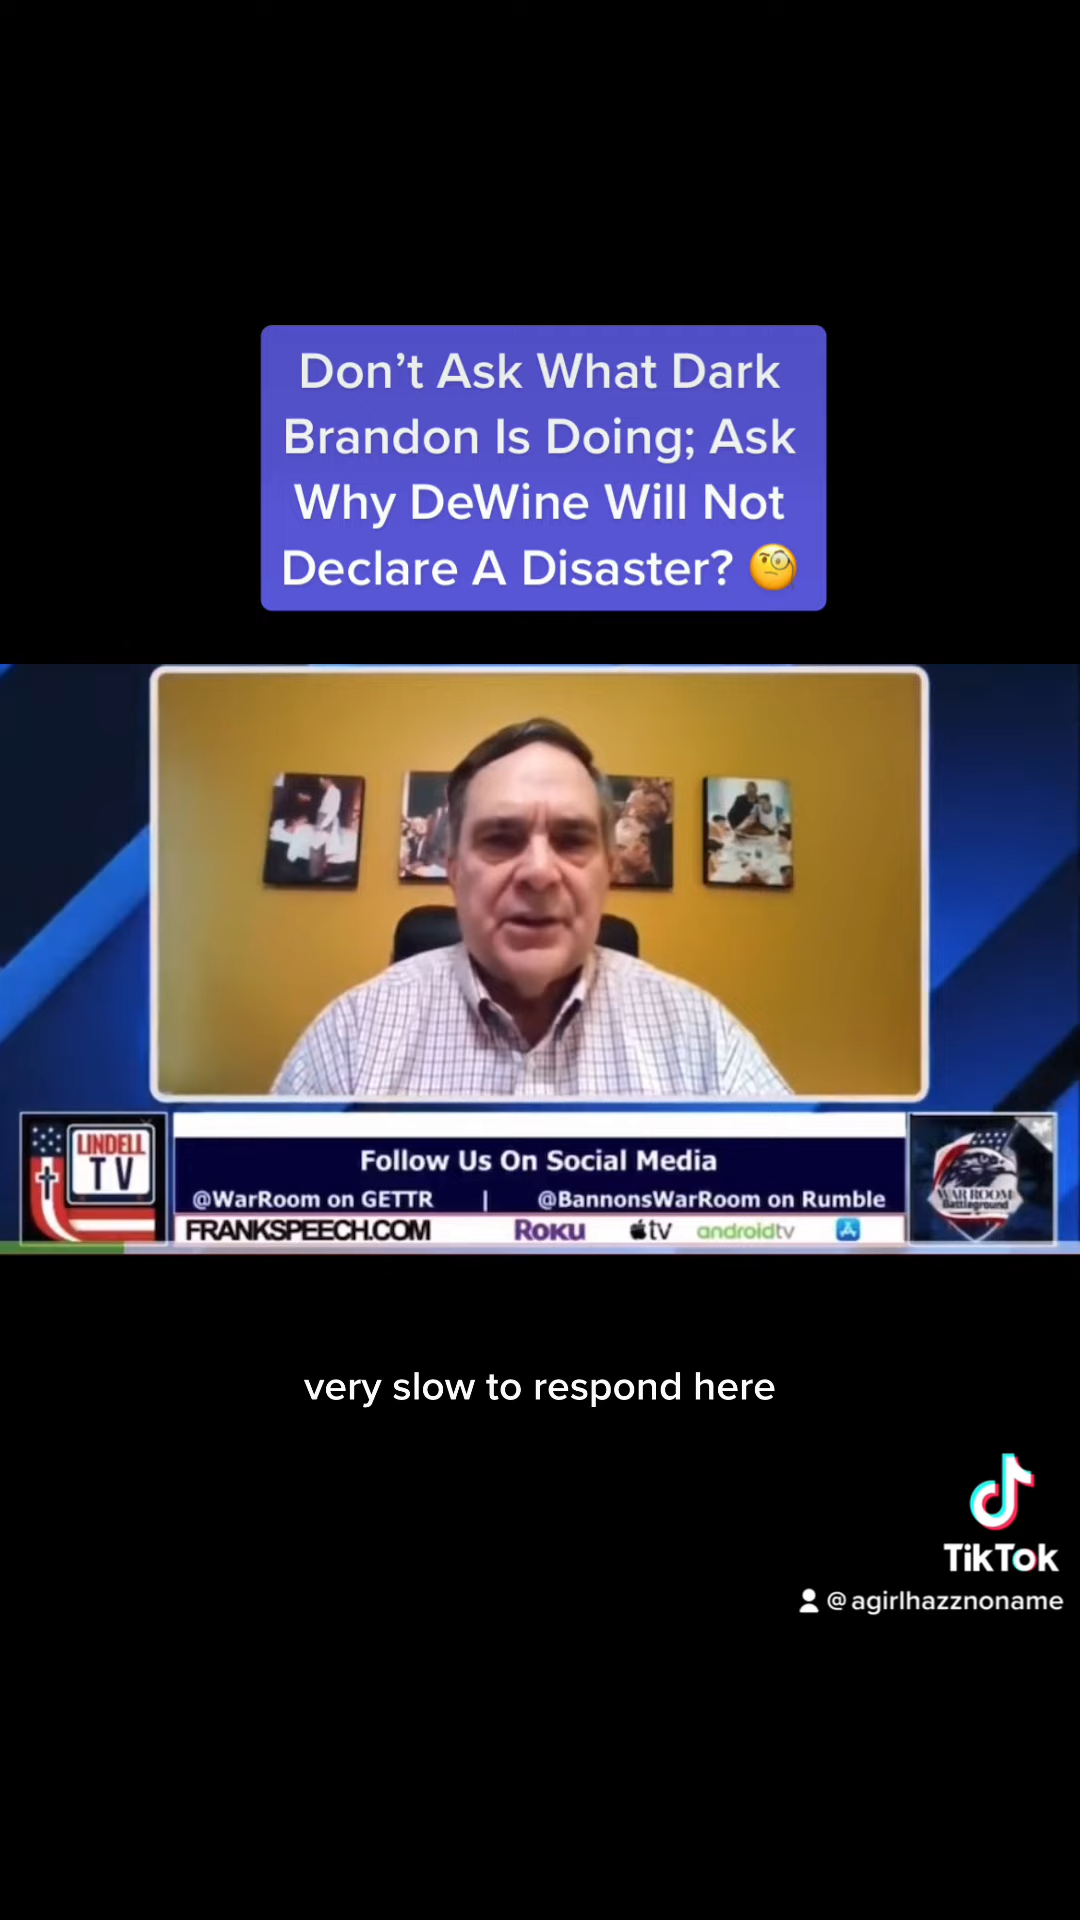 Don’t Ask What Dark
Brandon Is Doing; Ask
Why DeWine Will Not
Declare A Disaster? 🧐
LINDELL
TV
Follow Us On Social Media
@WarRoom on GETTR | @BannonsWarRoom on Rumble
FRANKSPEECH.COM ROKU tv androidtv
WAR ROOM
Battleground
very slow to respond here
TikTok
@agirlhazznoname